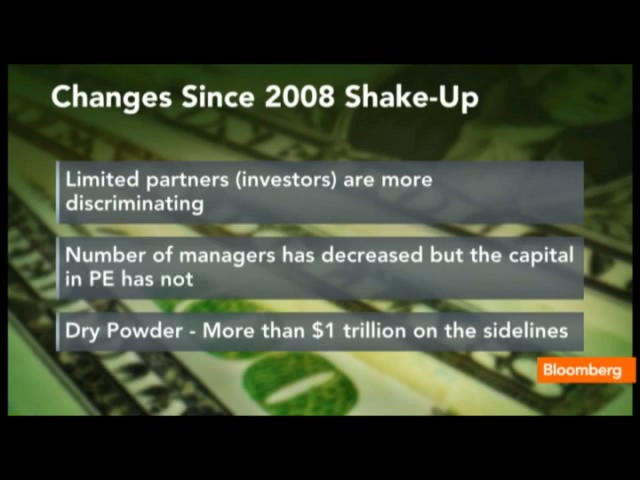 Changes Since 2008 Shake-Up
Limited partners (investors) are more
discriminating
Number of managers has decreased but the capital
in PE has not
Dry Powder - More than $1 trillion on the sidelines
Bloomberg